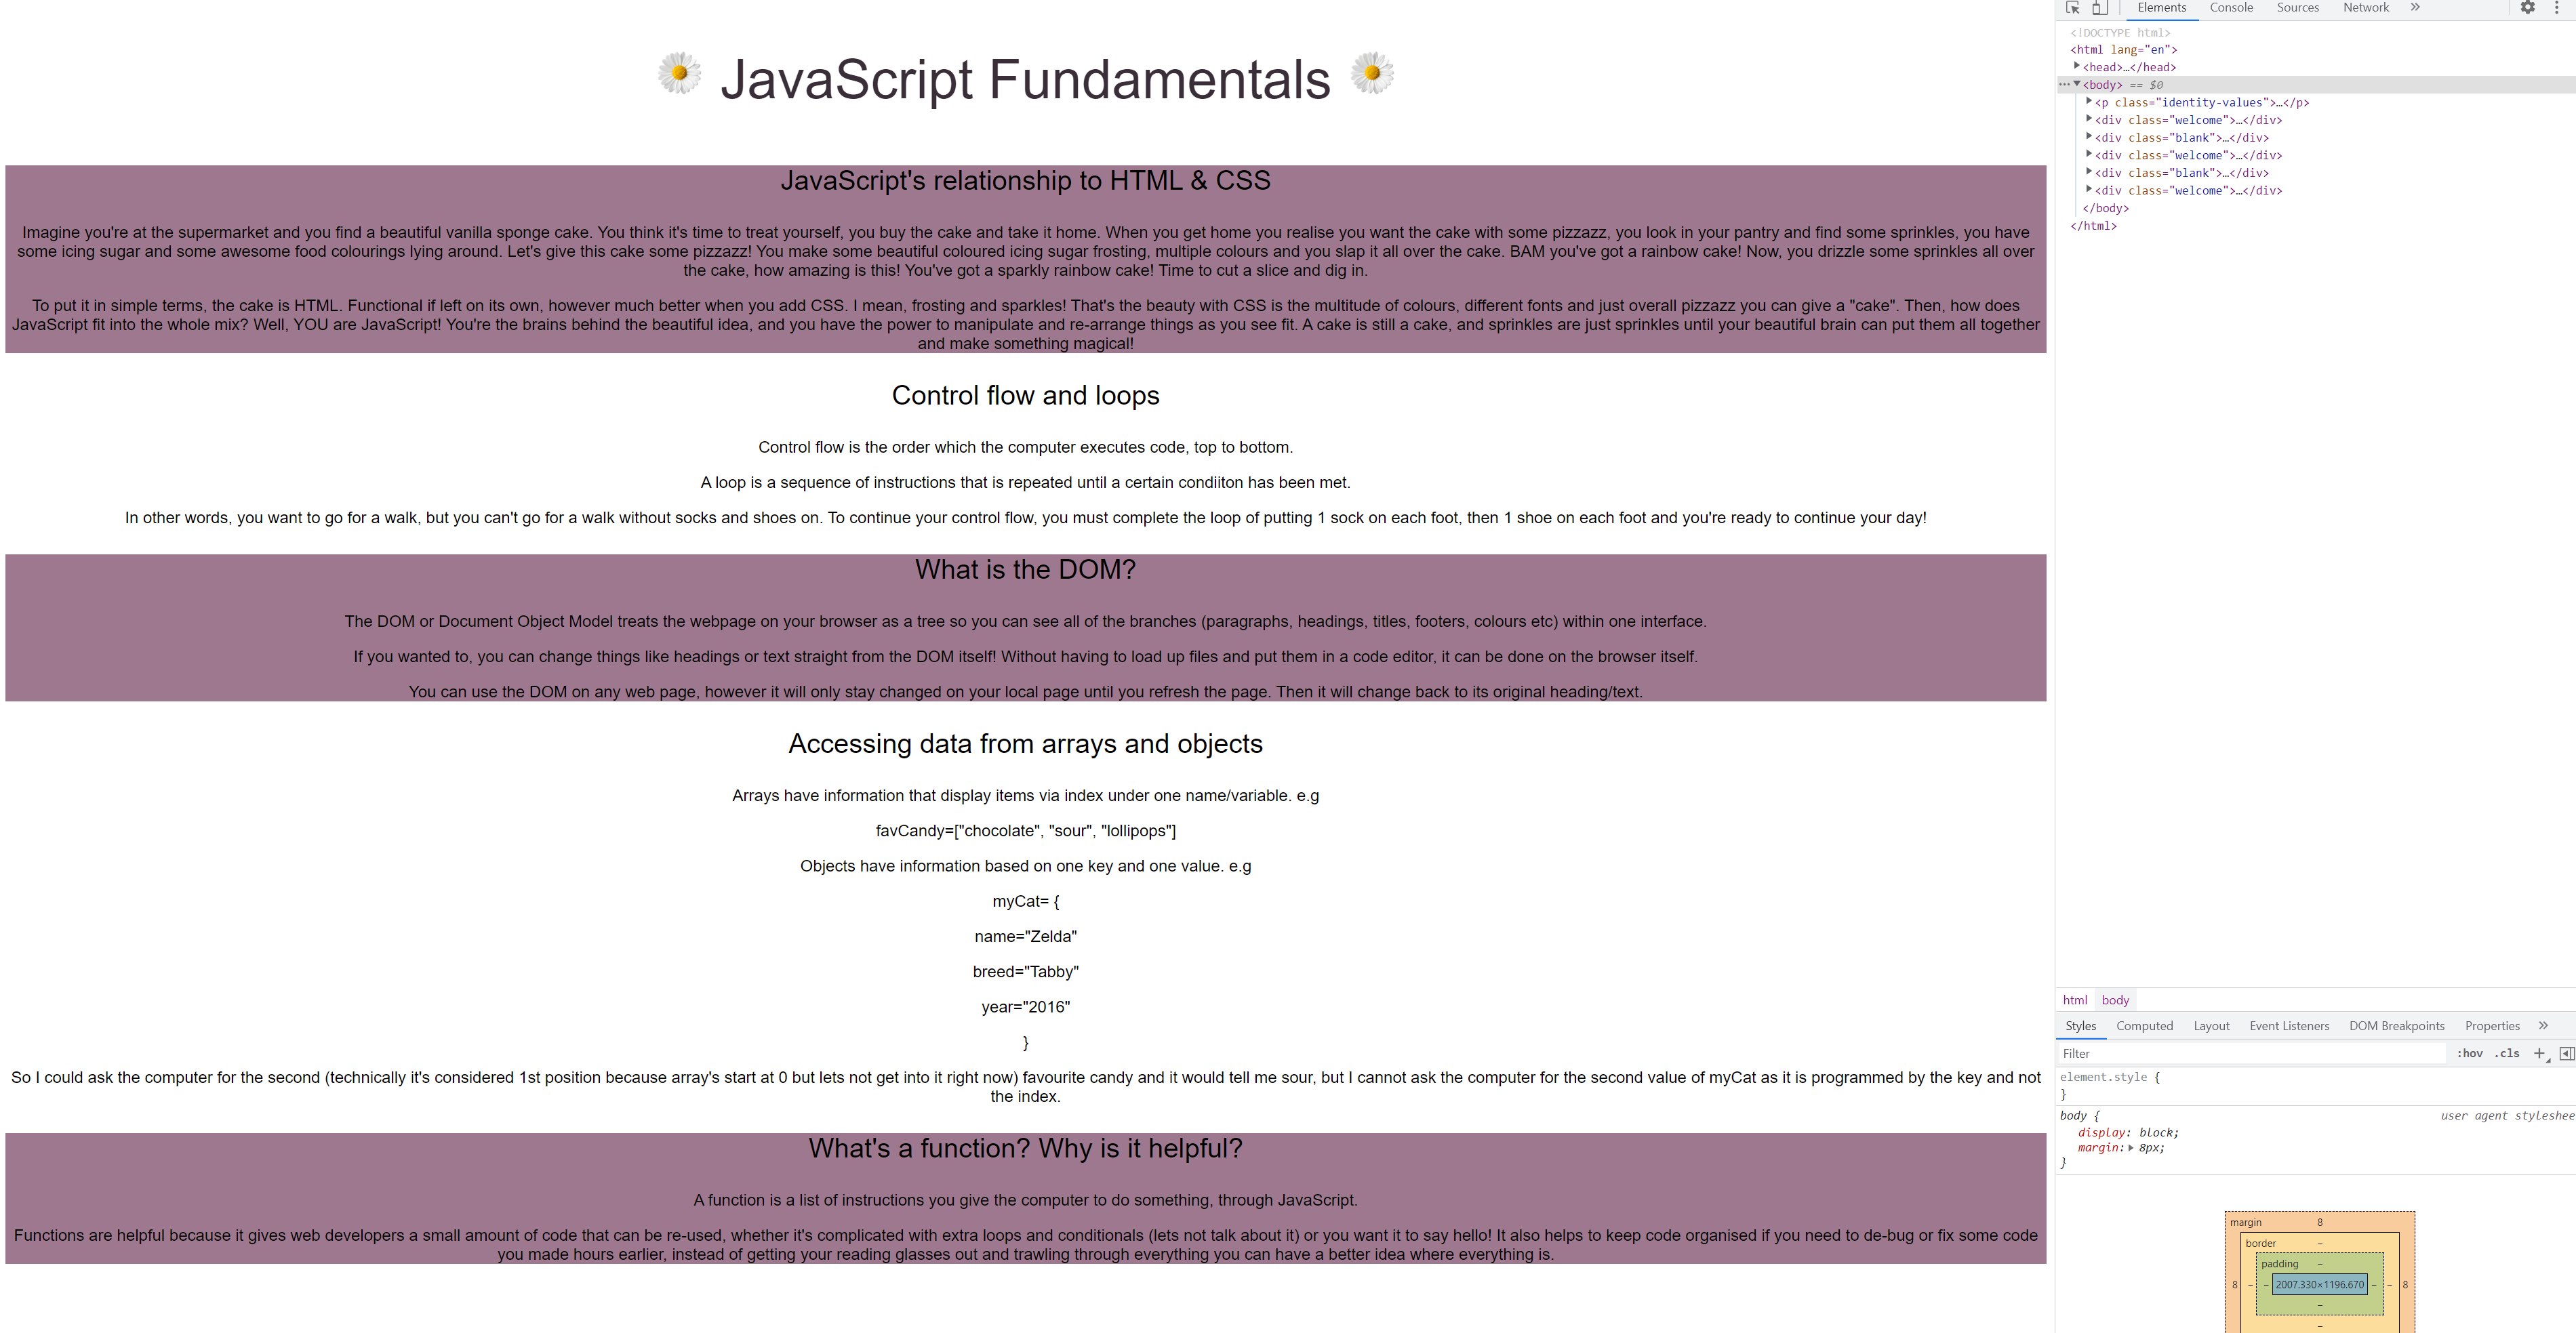 JavaScript Fundamentals
JavaScript's relationship to HTML & CSS
Imagine you're at the supermarket and you find a beautiful vanilla sponge cake. You think it's time to treat yourself, you buy the cake and take it home. When you get home you realise you want the cake with some pizzazz, you look in your pantry and find some sprinkles, you have
some icing sugar and some awesome food colourings lying around. Let's give this cake some pizzazz! You make some beautiful coloured icing sugar frosting, multiple colours and you slap it all over the cake. BAM you've got a rainbow cake! Now, you drizzle some sprinkles all over
the cake, how amazing is this! You've got a sparkly rainbow cake! Time to cut a slice and dig in.
To put it in simple terms, the cake is HTML. Functional if left on its own, however much better when you add CSS. I mean, frosting and sparkles! That's the beauty with CSS is the multitude of colours, different fonts and just overall pizzazz you can give a "cake". Then, how does
JavaScript fit into the whole mix? Well, YOU are JavaScript! You're the brains behind the beautiful idea, and you have the power to manipulate and re-arrange things as you see fit. A cake is still a cake, and sprinkles are just sprinkles until your beautiful brain can put them all together
and make something magical!
Control flow and loops
Control flow is the order which the computer executes code, top to bottom.
A loop is a sequence of instructions that is repeated until a certain condiiton has been met.
In other words, you want to go for a walk, but you can't go for a walk without socks and shoes on. To continue your control flow, you must complete the loop of putting 1 sock on each foot, then 1 shoe on each foot and you're ready to continue your day!
What is the DOM?
The DOM or Document Object Model treats the webpage on your browser as a tree so you can see all of the branches (paragraphs, headings, titles, footers, colours etc) within one interface.
If you wanted to, you can change things like headings or text straight from the DOM itself! Without having to load up files and put them in a code editor, it can be done on the browser itself.
You can use the DOM on any web page, however it will only stay changed on your local page until you refresh the page. Then it will change back to its original heading/text.
Accessing data from arrays and objects
Arrays have information that display items via index under one name/variable. e.g
favCandy=["chocolate", "sour", "lollipops"]
Objects have information based on one key and one value. e.g
myCat= {
name="Zelda"
breed="Tabby"
year="2016"
}
So I could ask the computer for the second (technically it's considered 1st position because array's start at 0 but lets not get into it right now) favourite candy and it would tell me sour, but I cannot ask the computer for the second value of myCat as it is programmed by the key and not
the index.
What's a function? Why is it helpful?
A function is a list of instructions you give the computer to do something, through JavaScript.
Functions are helpful because it gives web developers a small amount of code that can be re-used, whether it's complicated with extra loops and conditionals (lets not talk about it) or you want it to say hello! It also helps to keep code organised if you need to de-bug or fix some code
you made hours earlier, instead of getting your reading glasses out and trawling through everything you can have a better idea where everything is.
Elements Console Sources Network »
<!DOCTYPE html>
<html lang="en">
<head>…</head>
<body> == $0
<p class="identity-values">…</p>
<div class="welcome">…</div>
<div class="blank">…</div>
<div class="welcome">…</div>
<div class="blank">…</div>
<div class="welcome">…</div>
</body>
</html>
html body
Styles Computed Layout Event Listeners DOM Breakpoints Properties »
Filter :hov .cls +
element.style {
}
body { user agent styleshee
display: block;
margin: 8px;
}
margin 8
border –
padding –
8 – – 2007.330×1196.670 – – 8
–
–